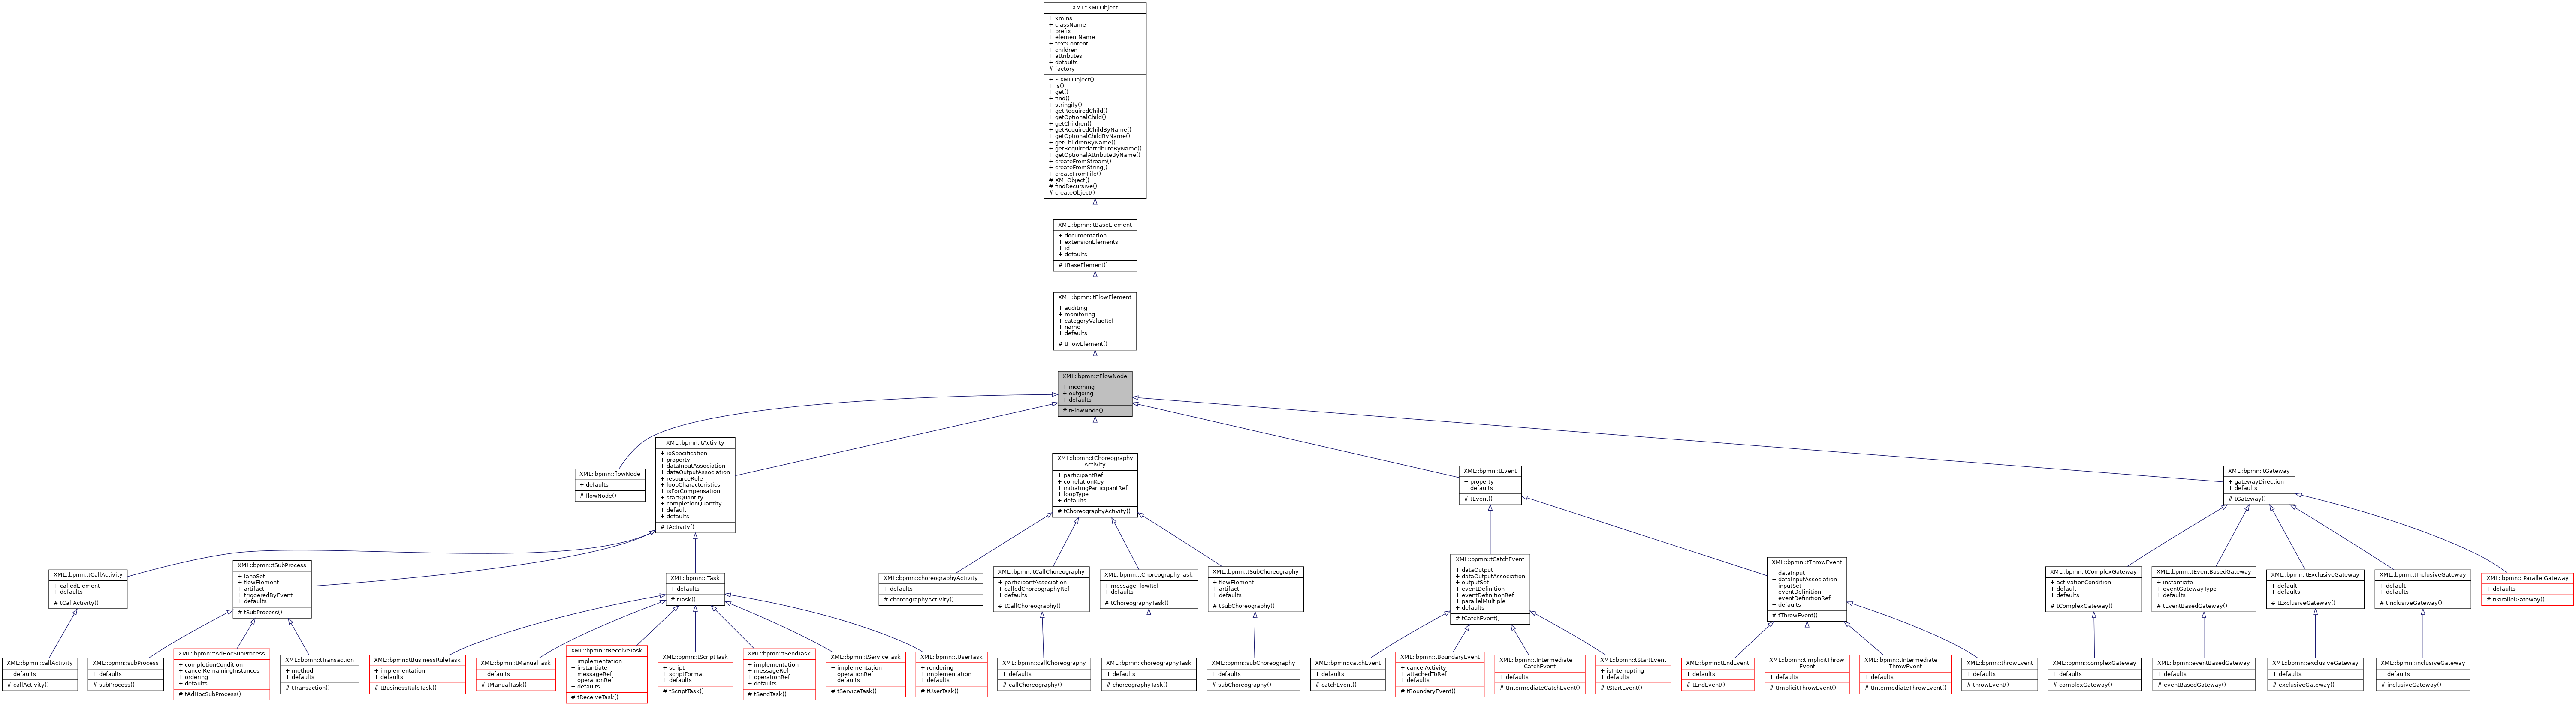 XML::XMLObject
+ xmlns
+ className
+ prefix
+ elementName
+ textContent
+ children
+ attributes
+ defaults
# factory
+ ~XMLObject()
+ is()
+ get()
+ find()
+ stringify()
+ getRequiredChild()
+ getOptionalChild()
+ getChildren()
+ getRequiredChildByName()
+ getOptionalChildByName()
+ getChildrenByName()
+ getRequiredAttributeByName()
+ getOptionalAttributeByName()
+ createFromStream()
+ createFromString()
+ createFromFile()
# XMLObject()
# findRecursive()
# createObject()
XML::bpmn::tBaseElement
+ documentation
+ extensionElements
+ id
+ defaults
# tBaseElement()
XML::bpmn::tFlowElement
+ auditing
+ monitoring
+ categoryValueRef
+ name
+ defaults
# tFlowElement()
XML::bpmn::tFlowNode
+ incoming
+ outgoing
+ defaults
# tFlowNode()
XML::bpmn::flowNode
+ defaults
# flowNode()
XML::bpmn::tActivity
+ ioSpecification
+ property
+ dataInputAssociation
+ dataOutputAssociation
+ resourceRole
+ loopCharacteristics
+ isForCompensation
+ startQuantity
+ completionQuantity
+ default_
+ defaults
# tActivity()
XML::bpmn::tChoreography
Activity
+ participantRef
+ correlationKey
+ initiatingParticipantRef
+ loopType
+ defaults
# tChoreographyActivity()
XML::bpmn::tEvent
+ property
+ defaults
# tEvent()
XML::bpmn::tGateway
+ gatewayDirection
+ defaults
# tGateway()
XML::bpmn::tCallActivity
+ calledElement
+ defaults
# tCallActivity()
XML::bpmn::tSubProcess
+ laneSet
+ flowElement
+ artifact
+ triggeredByEvent
+ defaults
# tSubProcess()
XML::bpmn::tTask
+ defaults
# tTask()
XML::bpmn::choreographyActivity
+ defaults
# choreographyActivity()
XML::bpmn::tCallChoreography
+ participantAssociation
+ calledChoreographyRef
+ defaults
# tCallChoreography()
XML::bpmn::tChoreographyTask
+ messageFlowRef
+ defaults
# tChoreographyTask()
XML::bpmn::tSubChoreography
+ flowElement
+ artifact
+ defaults
# tSubChoreography()
XML::bpmn::tCatchEvent
+ dataOutput
+ dataOutputAssociation
+ outputSet
+ eventDefinition
+ eventDefinitionRef
+ parallelMultiple
+ defaults
# tCatchEvent()
XML::bpmn::tThrowEvent
+ dataInput
+ dataInputAssociation
+ inputSet
+ eventDefinition
+ eventDefinitionRef
+ defaults
# tThrowEvent()
XML::bpmn::tComplexGateway
+ activationCondition
+ default_
+ defaults
# tComplexGateway()
XML::bpmn::tEventBasedGateway
+ instantiate
+ eventGatewayType
+ defaults
# tEventBasedGateway()
XML::bpmn::tExclusiveGateway
+ default_
+ defaults
# tExclusiveGateway()
XML::bpmn::tInclusiveGateway
+ default_
+ defaults
# tInclusiveGateway()
XML::bpmn::tParallelGateway
+ defaults
# tParallelGateway()
XML::bpmn::callActivity
+ defaults
# callActivity()
XML::bpmn::subProcess
+ defaults
# subProcess()
XML::bpmn::tAdHocSubProcess
+ completionCondition
+ cancelRemainingInstances
+ ordering
+ defaults
# tAdHocSubProcess()
XML::bpmn::tTransaction
+ method
+ defaults
# tTransaction()
XML::bpmn::tBusinessRuleTask
+ implementation
+ defaults
# tBusinessRuleTask()
XML::bpmn::tManualTask
+ defaults
# tManualTask()
XML::bpmn::tReceiveTask
+ implementation
+ instantiate
+ messageRef
+ operationRef
+ defaults
# tReceiveTask()
XML::bpmn::tScriptTask
+ script
+ scriptFormat
+ defaults
# tScriptTask()
XML::bpmn::tSendTask
+ implementation
+ messageRef
+ operationRef
+ defaults
# tSendTask()
XML::bpmn::tServiceTask
+ implementation
+ operationRef
+ defaults
# tServiceTask()
XML::bpmn::tUserTask
+ rendering
+ implementation
+ defaults
# tUserTask()
XML::bpmn::callChoreography
+ defaults
# callChoreography()
XML::bpmn::choreographyTask
+ defaults
# choreographyTask()
XML::bpmn::subChoreography
+ defaults
# subChoreography()
XML::bpmn::catchEvent
+ defaults
# catchEvent()
XML::bpmn::tBoundaryEvent
+ cancelActivity
+ attachedToRef
+ defaults
# tBoundaryEvent()
XML::bpmn::tIntermediate
CatchEvent
+ defaults
# tIntermediateCatchEvent()
XML::bpmn::tStartEvent
+ isInterrupting
+ defaults
# tStartEvent()
XML::bpmn::tEndEvent
+ defaults
# tEndEvent()
XML::bpmn::tImplicitThrow
Event
+ defaults
# tImplicitThrowEvent()
XML::bpmn::tIntermediate
ThrowEvent
+ defaults
# tIntermediateThrowEvent()
XML::bpmn::throwEvent
+ defaults
# throwEvent()
XML::bpmn::complexGateway
+ defaults
# complexGateway()
XML::bpmn::eventBasedGateway
+ defaults
# eventBasedGateway()
XML::bpmn::exclusiveGateway
+ defaults
# exclusiveGateway()
XML::bpmn::inclusiveGateway
+ defaults
# inclusiveGateway()